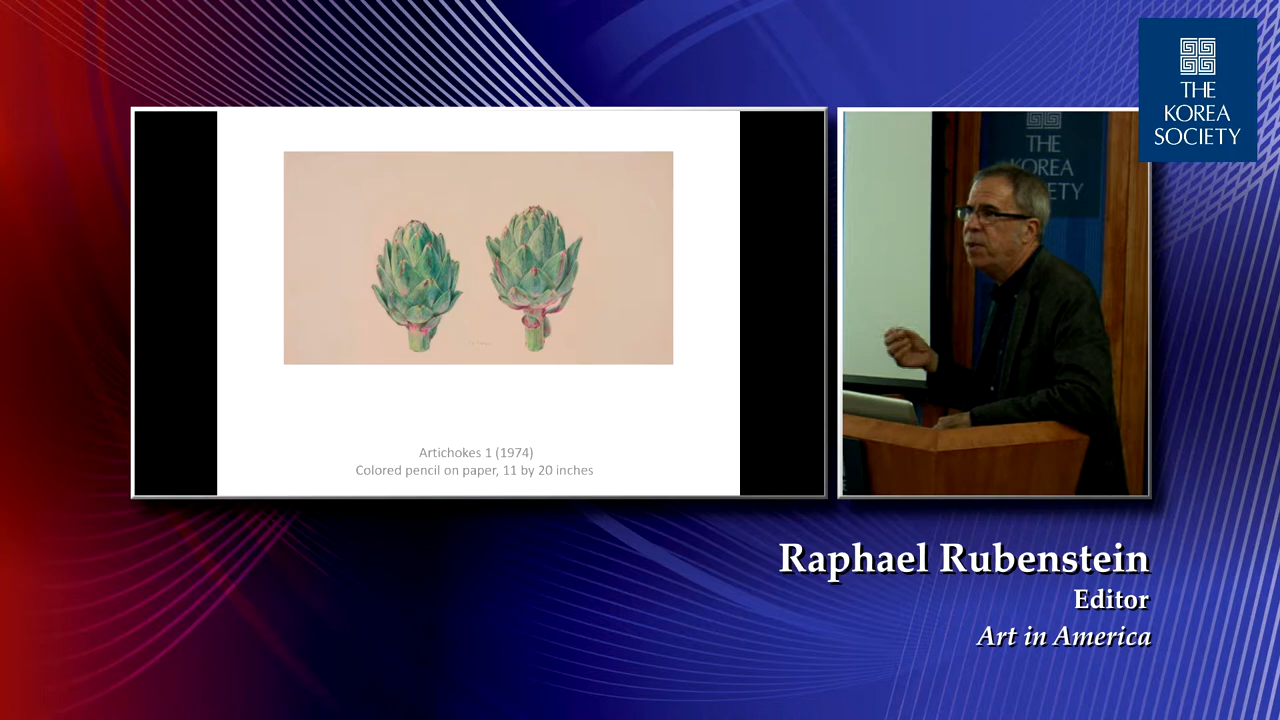 THE
KOREA
SOCIETY
THE
KOREA
ETY
Artichokes 1 (1974)
Colored pencil on paper, 11 by 20 inches
Raphael Rubenstein
Editor
Art in America